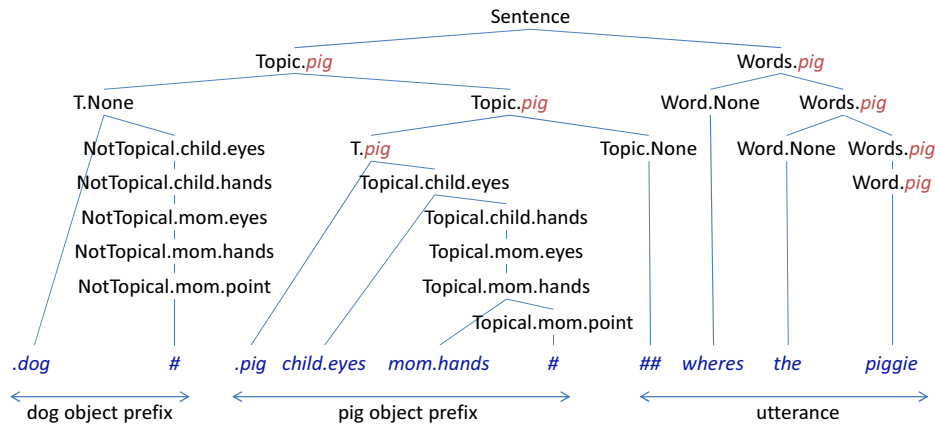 Sentence
Topic.pig Words.pig
T.None Topic.pig Word.None Words.pig
NotTopical.child.eyes T.pig Topic.None Word.None Words.pig
NotTopical.child.hands Topical.child.eyes Word.pig
NotTopical.mom.eyes Topical.child.hands
NotTopical.mom.hands Topical.mom.eyes
NotTopical.mom.point Topical.mom.hands
Topical.mom.point
.dog # .pig child.eyes mom.hands # ## wheres the piggie
dog object prefix pig object prefix utterance